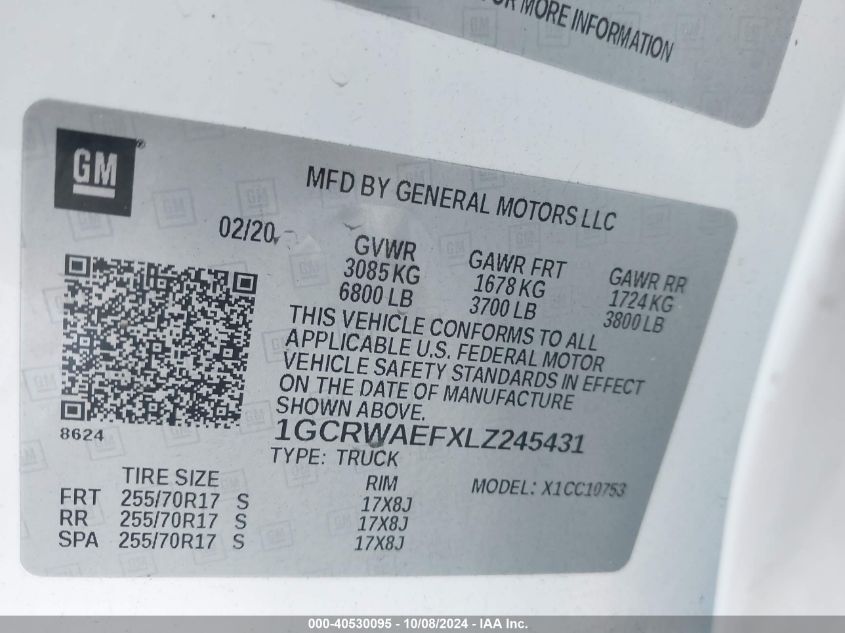 FOR MORE INFORMATION
GM
MFD BY GENERAL MOTORS LLC
02/20
GVWR GAWR FRT GAWR RR
3085 KG 1678 KG 1724 KG
6800 LB 3700 LB 3800 LB
THIS VEHICLE CONFORMS TO ALL
APPLICABLE U.S. FEDERAL MOTOR
VEHICLE SAFETY STANDARDS IN EFFECT
ON THE DATE OF MANUFACTURE
SHOWN ABOVE.
8624
1GCRWAEFXLZ245431
TYPE: TRUCK
MODEL: X1CC10753
TIRE SIZE RIM
FRT 255/70R17 S 17X8J
RR 255/70R17 S 17X8J
SPA 255/70R17 S 17X8J
000-40530095 - 10/08/2024 - IAA Inc.